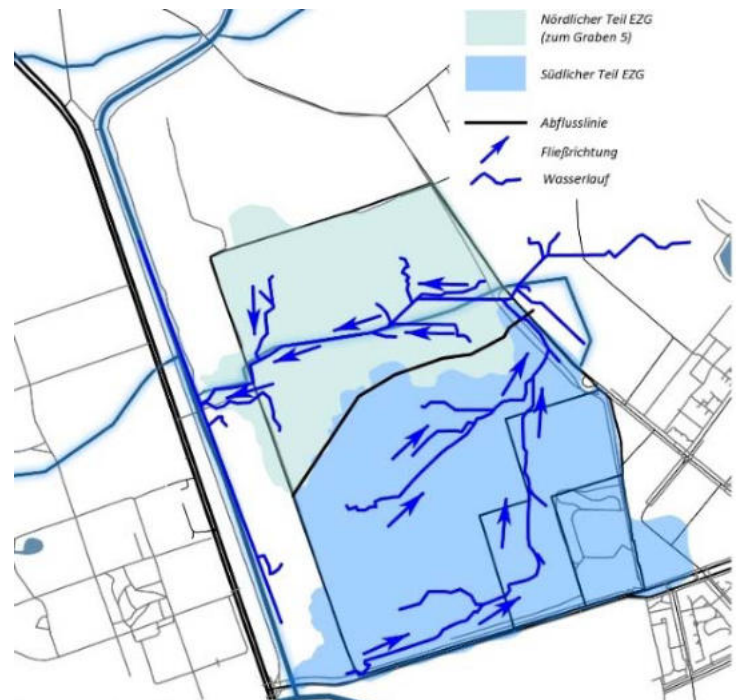 Nördlicher Teil EZG
(zum Graben 5)
Südlicher Teil EZG
Abflusslinie
Fließrichtung
Wasserlauf